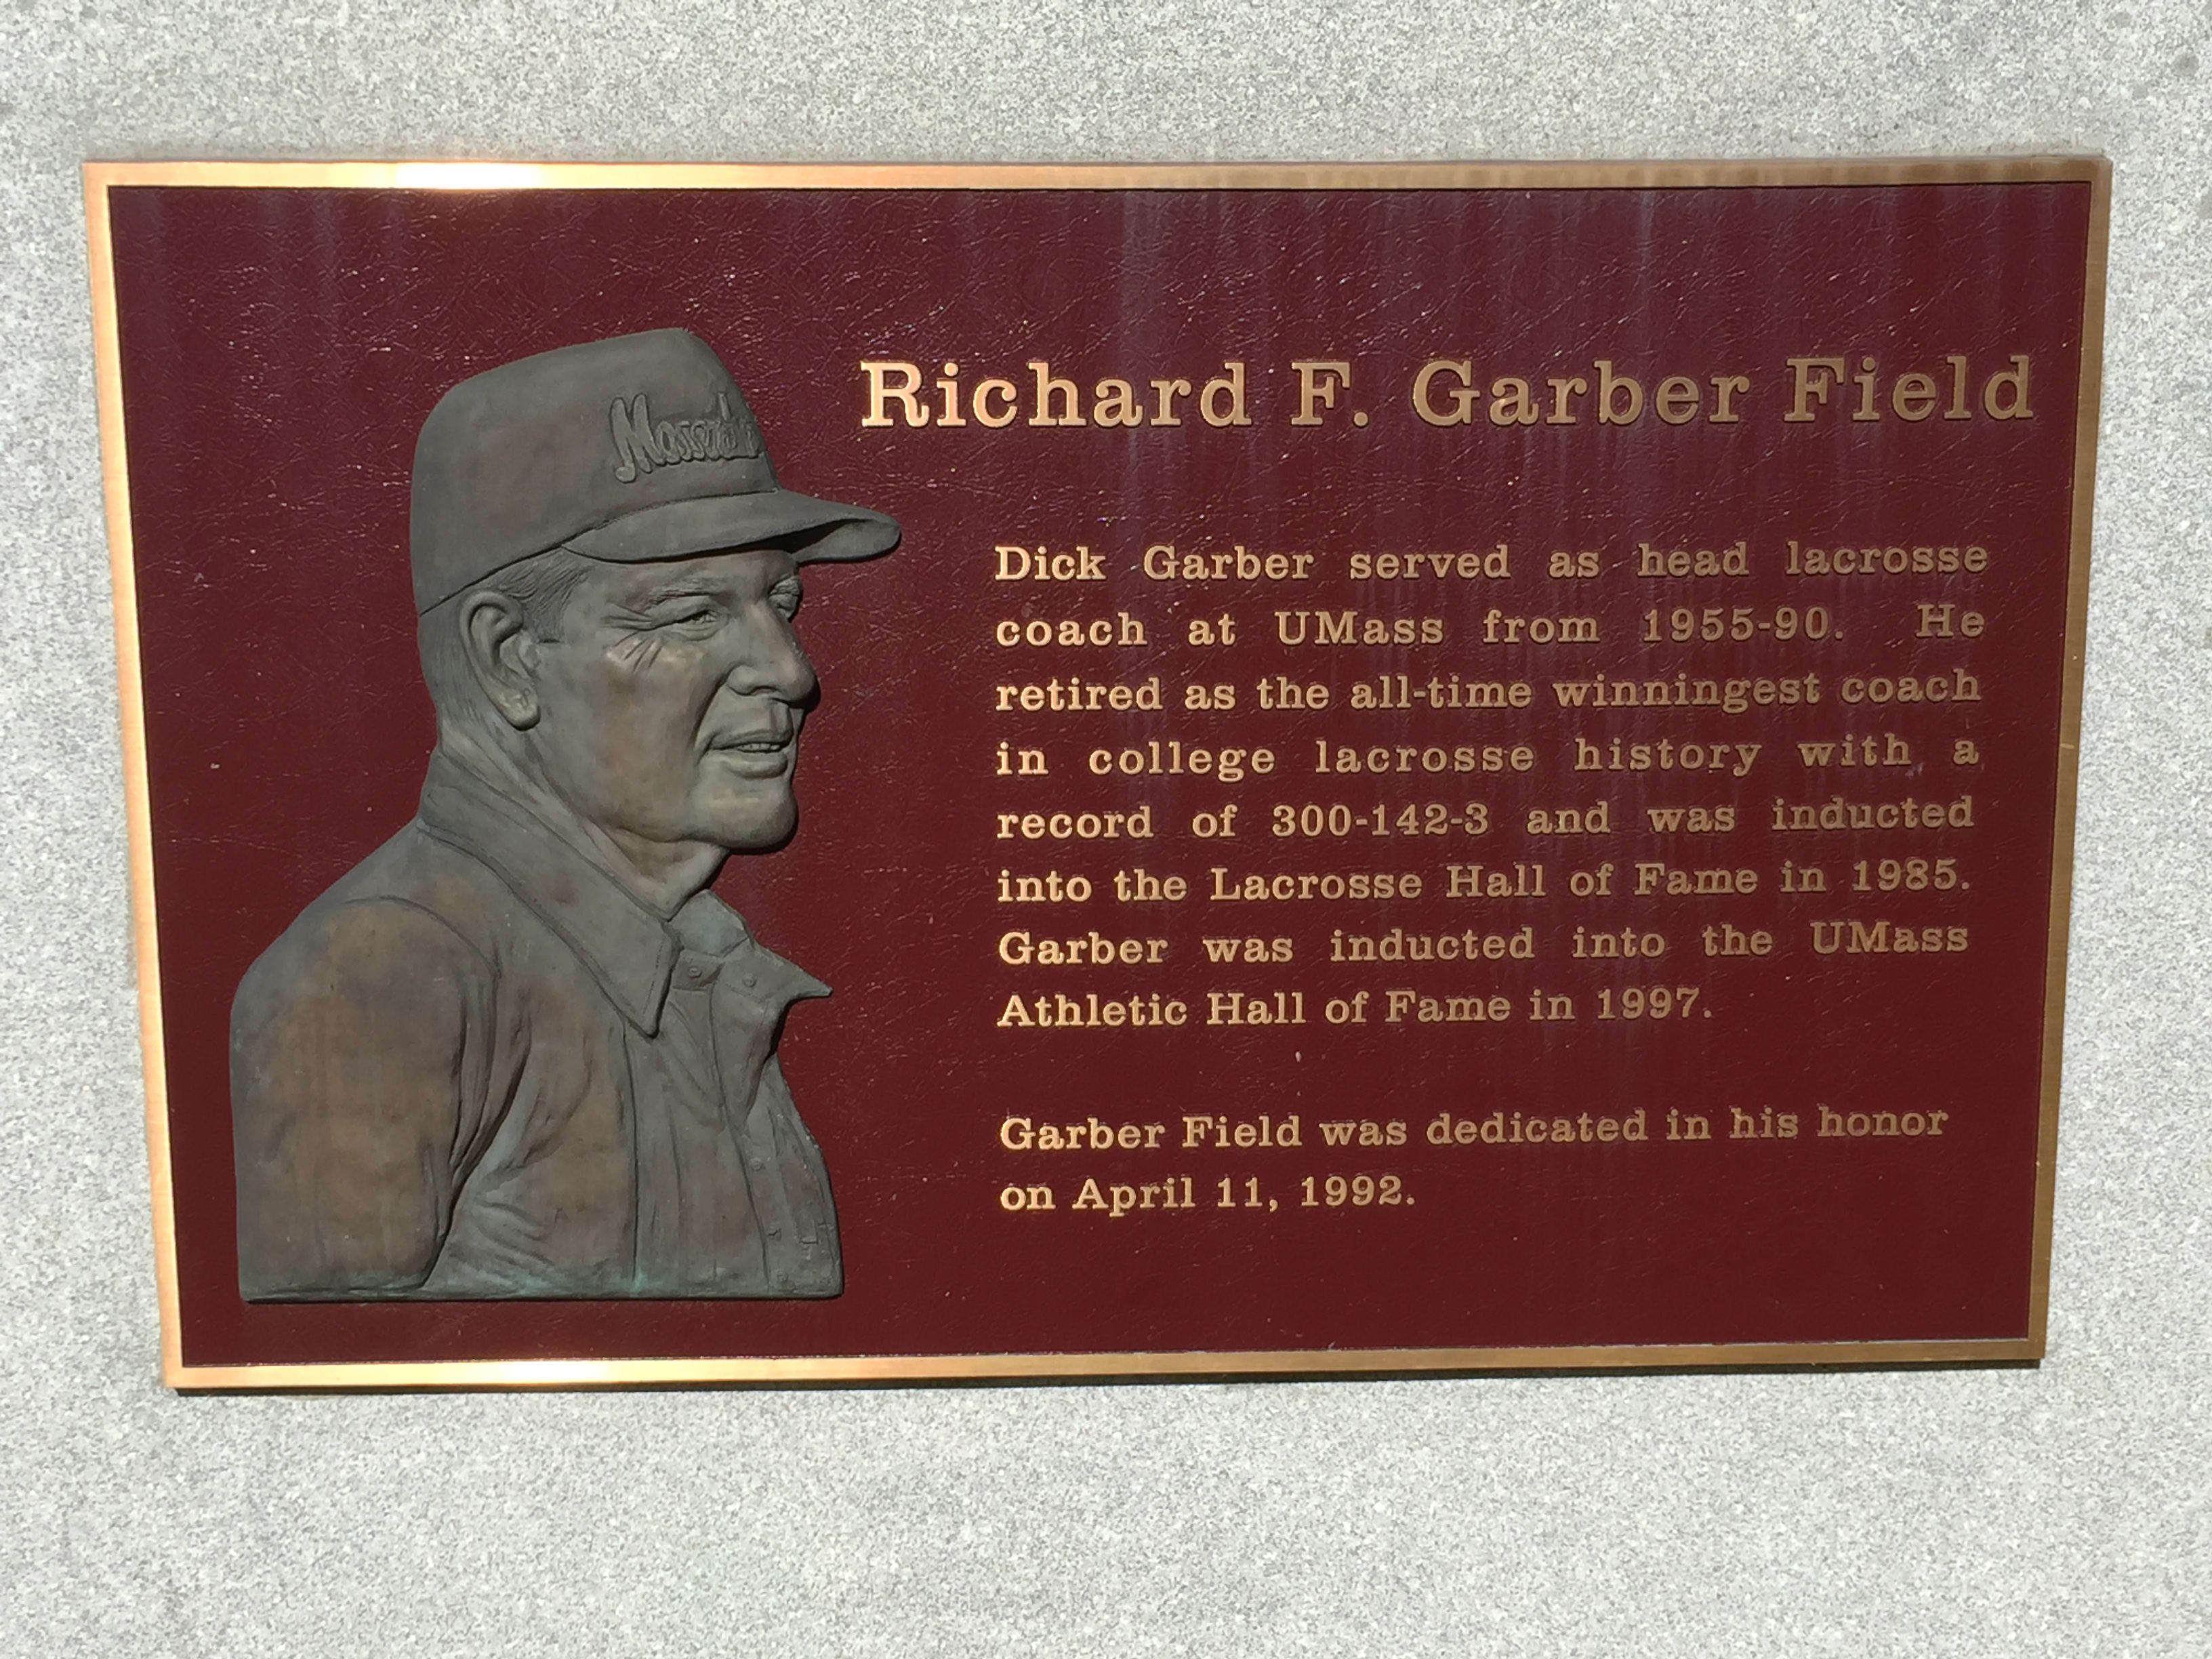 Richard F. Garber Field
Dick Garber served as head lacrosse
coach at UMass from 1955-90. He
retired as the all-time winningest coach
in college lacrosse history with a
record of 300-142-3 and was inducted
into the Lacrosse Hall of Fame in 1985.
Garber was inducted into the UMass
Athletic Hall of Fame in 1997.
Garber Field was dedicated in his honor
on April 11, 1992.